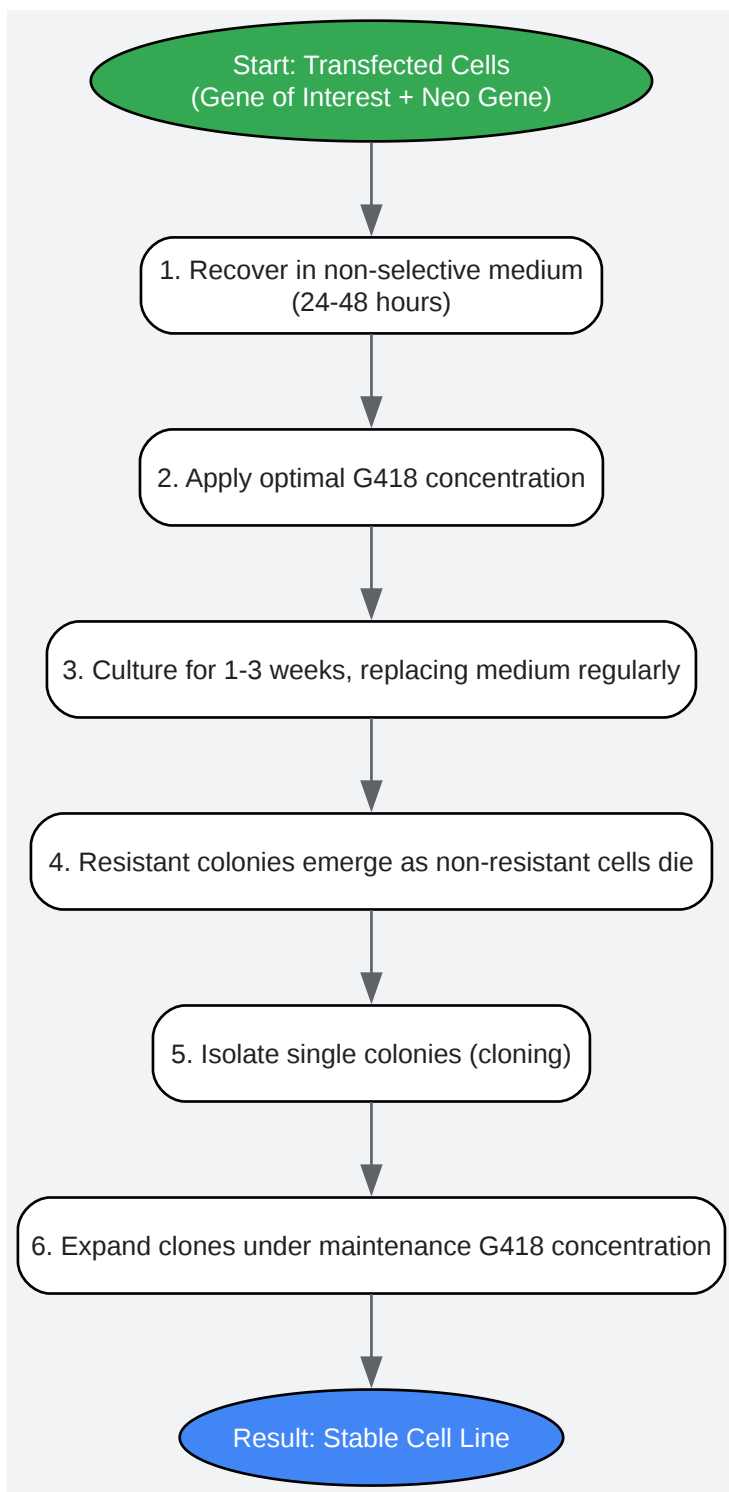 Start: Transfected Cells
(Gene of Interest + Neo Gene)
1. Recover in non-selective medium
(24-48 hours)
2. Apply optimal G418 concentration
3. Culture for 1-3 weeks, replacing medium regularly
4. Resistant colonies emerge as non-resistant cells die
5. Isolate single colonies (cloning)
6. Expand clones under maintenance G418 concentration
Result: Stable Cell Line